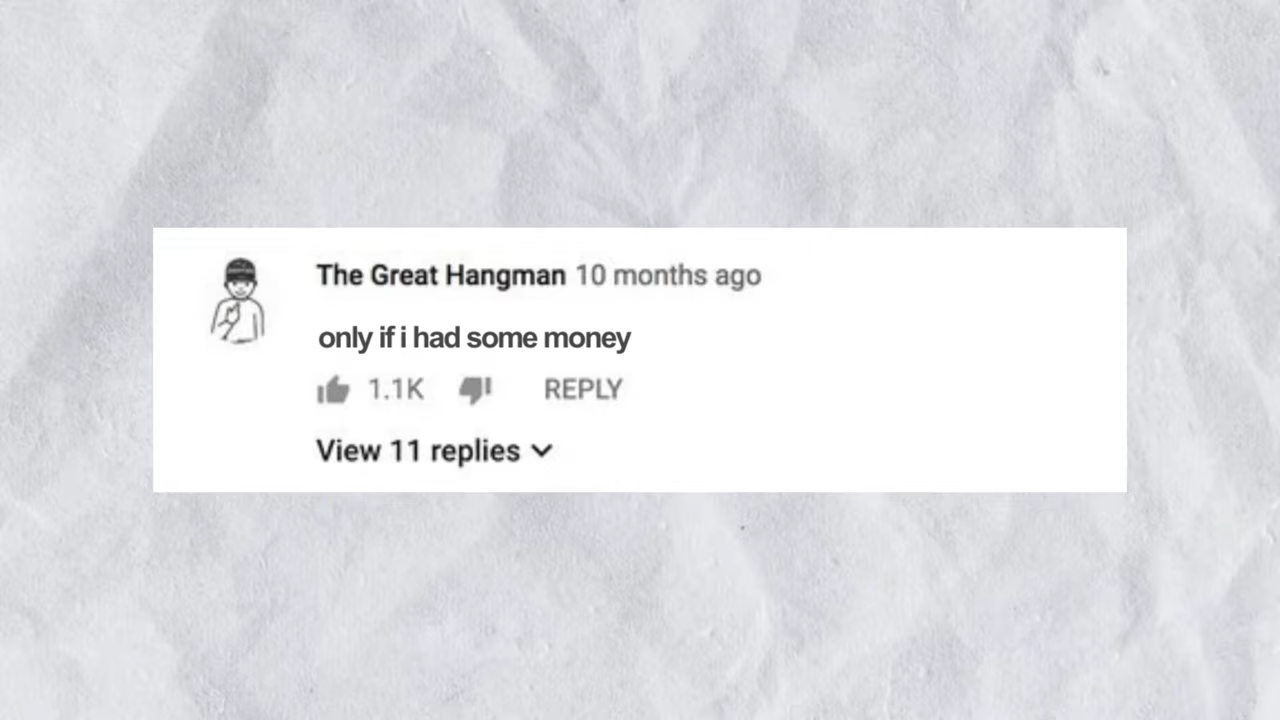 The Great Hangman 10 months ago
only if i had some money
1.1K REPLY
View 11 replies